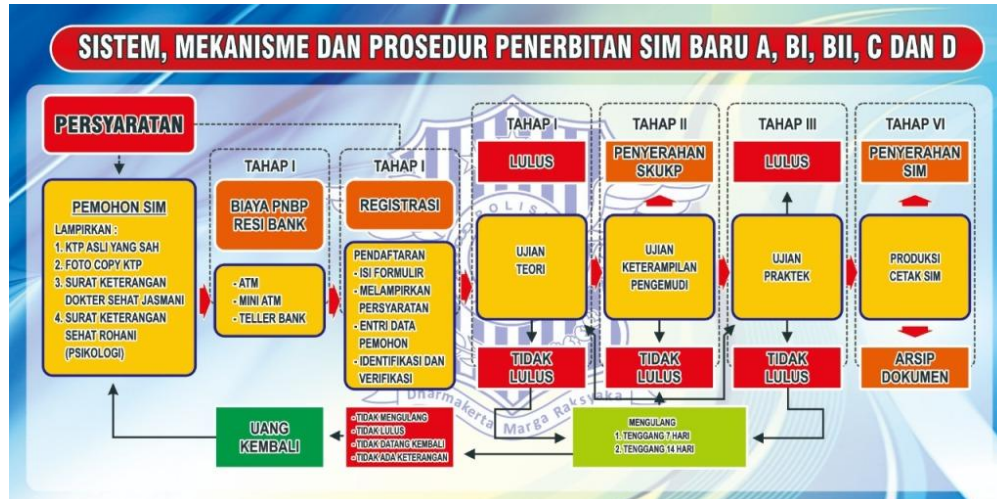 SISTEM, MEKANISME DAN PROSEDUR PENERBITAN SIM BARU A, BI, BII, C DAN D
PERSYARATAN
PEMOHON SIM
LAMPIRKAN :
1. KTP ASLI YANG SAH
2. FOTO COPY KTP
3. SURAT KETERANGAN
DOKTER SEHAT JASMANI
4. SURAT KETERANGAN
SEHAT ROHANI
(PSIKOLOGI)
TAHAP I
BIAYA PNBP
RESI BANK
- ATM
- MINI ATM
- TELLER BANK
TAHAP I
REGISTRASI
PENDAFTARAN
- ISI FORMULIR
- MELAMPIRKAN
PERSYARATAN
- ENTRI DATA
PEMOHON
- IDENTIFIKASI DAN
VERIFIKASI
TAHAP I
LULUS
UJIAN
TEORI
TIDAK
LULUS
TAHAP II
PENYERAHAN
SKUKP
UJIAN
KETERAMPILAN
PENGEMUDI
TIDAK
LULUS
TAHAP III
LULUS
UJIAN
PRAKTEK
TIDAK
LULUS
TAHAP VI
PENYERAHAN
SIM
PRODUKSI
CETAK SIM
ARSIP
DOKUMEN
MENGULANG
1. TENGGANG 7 HARI
2. TENGGANG 14 HARI
- TIDAK MENGULANG
- TIDAK LULUS
- TIDAK DATANG KEMBALI
- TIDAK ADA KETERANGAN
UANG
KEMBALI
Dharmakerta Marga Raksyaka